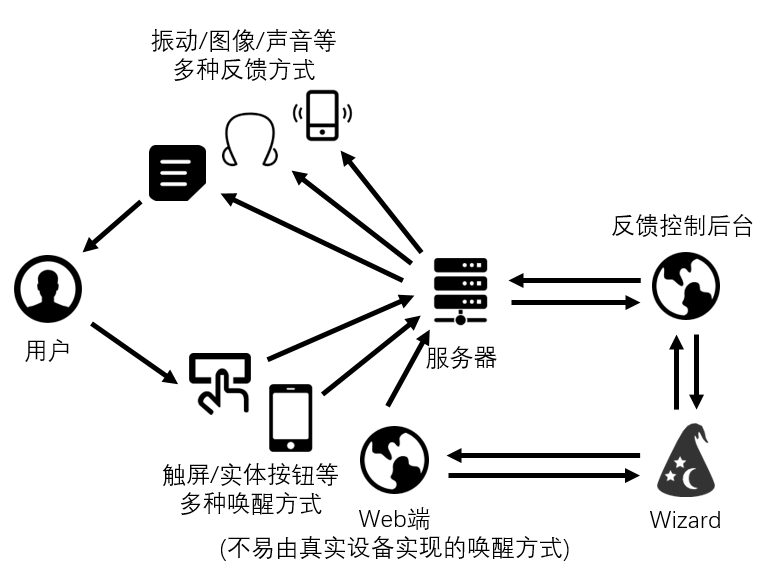 振动/图像/声音等
多种反馈方式
反馈控制后台
用户
服务器
触屏/实体按钮等
多种唤醒方式
Web端
Wizard
(不易由真实设备实现的唤醒方式)